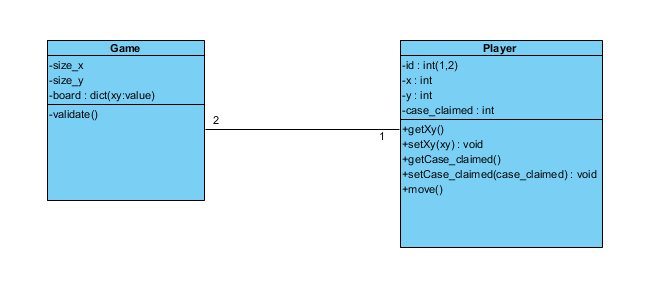 Game
-size_x
-size_y
-board : dict(xy:value)
-validate()
2
1
Player
-id : int(1,2)
-x : int
-y : int
-case_claimed : int
+getXy()
+setXy(xy) : void
+getCase_claimed()
+setCase_claimed(case_claimed) : void
+move()